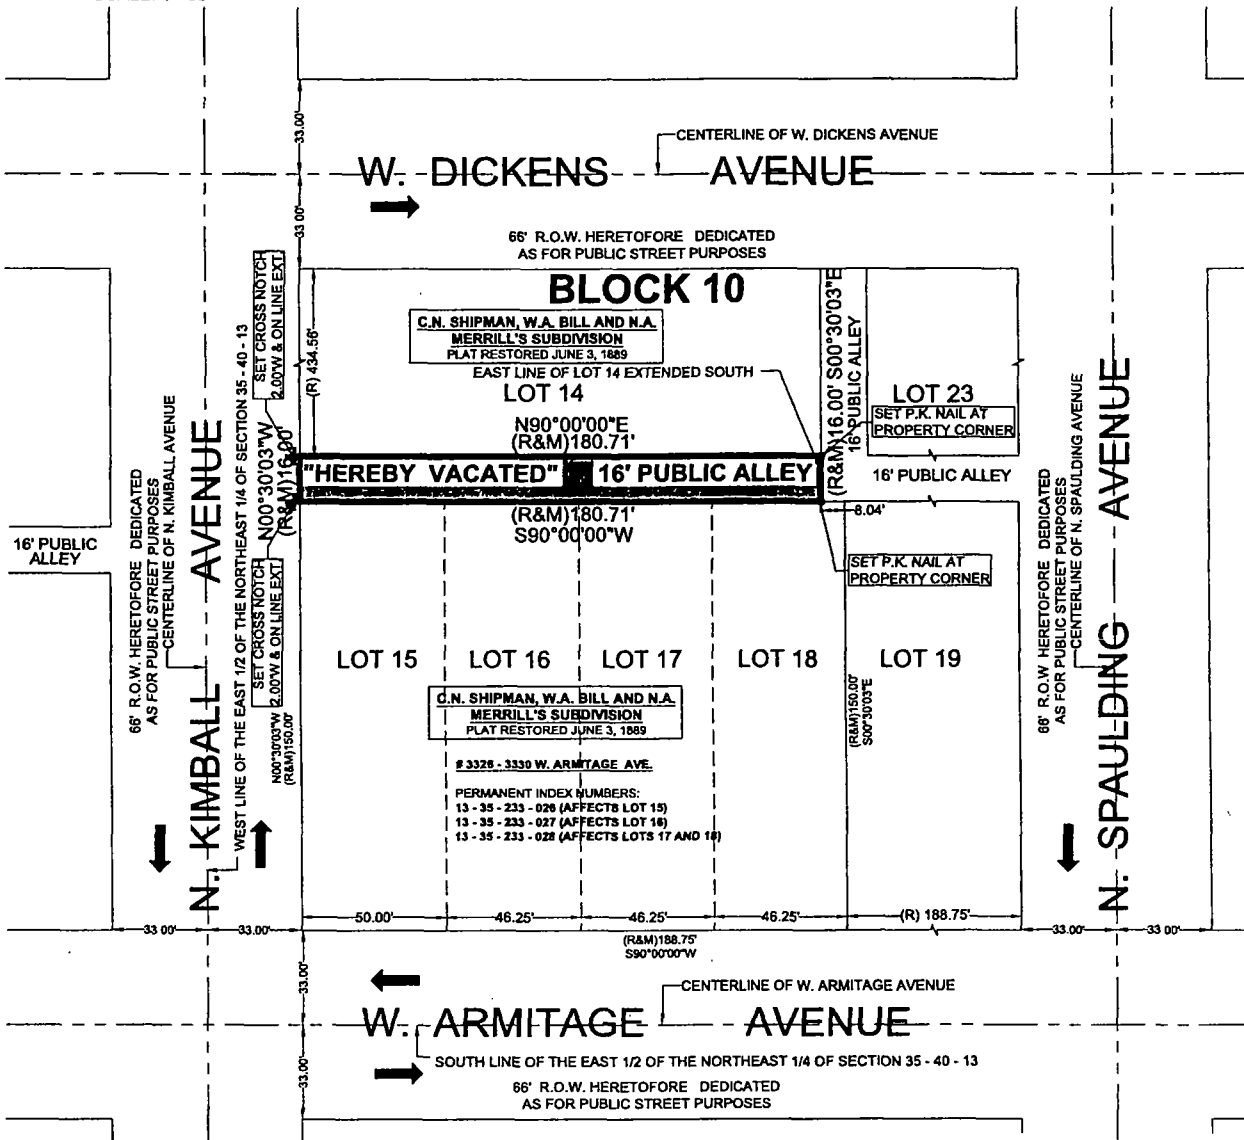 33.00'
CENTERLINE OF W. DICKENS AVENUE
W. DICKENS AVENUE
33 00'
66' R.O.W. HERETOFORE DEDICATED
AS FOR PUBLIC STREET PURPOSES
BLOCK 10
C.N. SHIPMAN, W.A. BILL AND N.A.
MERRILL'S SUBDIVISION
PLAT RESTORED JUNE 3, 1889
EAST LINE OF LOT 14 EXTENDED SOUTH
LOT 14
N90°00'00"E
(R&M)180.71'
(R) 434.56'
SET CROSS NOTCH
2.00'W & ON LINE EXT.
N00°30'03"W
(R&M)16.00'
(R&M)16.00' S00°30'03"E
16' PUBLIC ALLEY
LOT 23
SET P.K. NAIL AT
PROPERTY CORNER
"HEREBY VACATED" 16' PUBLIC ALLEY
16' PUBLIC ALLEY
(R&M)180.71'
S90°00'00"W
8.04'
SET P.K. NAIL AT
PROPERTY CORNER
16' PUBLIC
ALLEY
66' R.O.W. HERETOFORE DEDICATED
AS FOR PUBLIC STREET PURPOSES
CENTERLINE OF N. KIMBALL AVENUE
N. KIMBALL AVENUE
WEST LINE OF THE EAST 1/2 OF THE NORTHEAST 1/4 OF SECTION 35 - 40 - 13
SET CROSS NOTCH
2.00'W & ON LINE EXT.
N00°30'03"W
(R&M)150.00'
LOT 15
LOT 16
LOT 17
LOT 18
LOT 19
C.N. SHIPMAN, W.A. BILL AND N.A.
MERRILL'S SUBDIVISION
PLAT RESTORED JUNE 3, 1889
# 3326 - 3330 W. ARMITAGE AVE.
PERMANENT INDEX NUMBERS:
13 - 35 - 233 - 026 (AFFECTS LOT 15)
13 - 35 - 233 - 027 (AFFECTS LOT 16)
13 - 35 - 233 - 028 (AFFECTS LOTS 17 AND 18)
(R&M)150.00'
S00°30'03"E
66' R.O.W HERETOFORE DEDICATED
AS FOR PUBLIC STREET PURPOSES
CENTERLINE OF N. SPAULDING AVENUE
N. SPAULDING AVENUE
33 00'
33.00'
50.00'
46.25'
46.25'
46.25'
(R) 188.75'
33.00'
33 00'
(R&M)188.75'
S90°00'00"W
33.00'
CENTERLINE OF W. ARMITAGE AVENUE
W. ARMITAGE AVENUE
SOUTH LINE OF THE EAST 1/2 OF THE NORTHEAST 1/4 OF SECTION 35 - 40 - 13
33.00'
66' R.O.W. HERETOFORE DEDICATED
AS FOR PUBLIC STREET PURPOSES